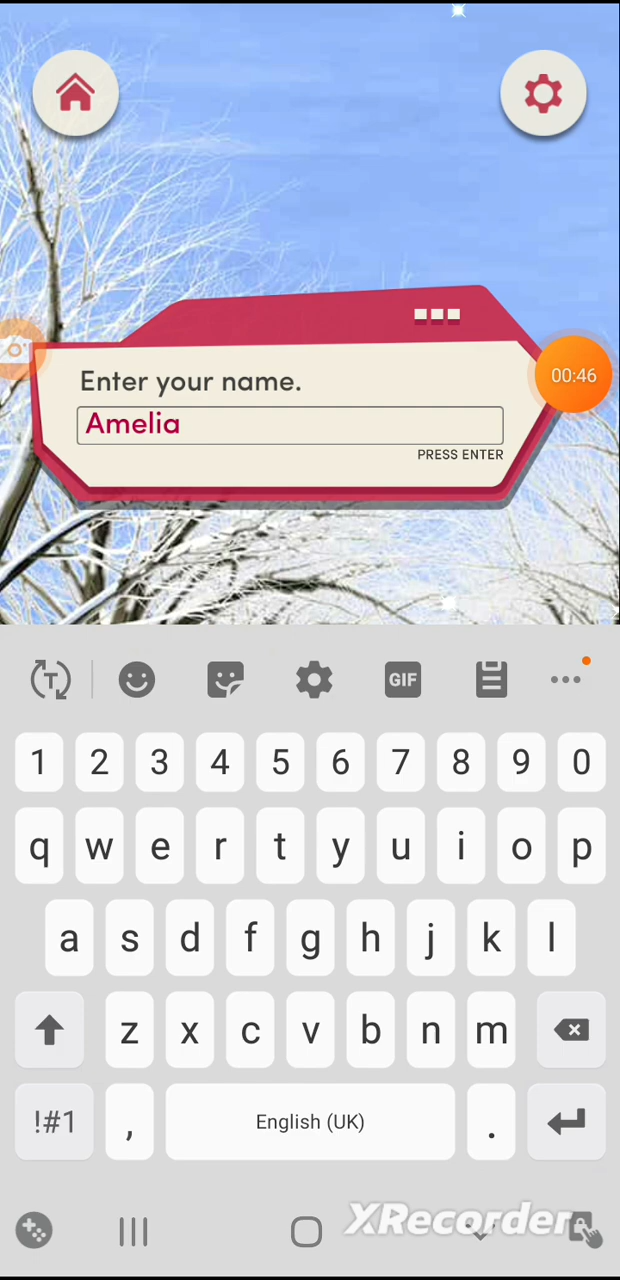 00:46
Enter your name.
Amelia
PRESS ENTER
T
GIF
1 2 3 4 5 6 7 8 9 0
q w e r t y u i o p
a s d f g h j k l
z x c v b n m
!#1 , English (UK) .
XRecorder